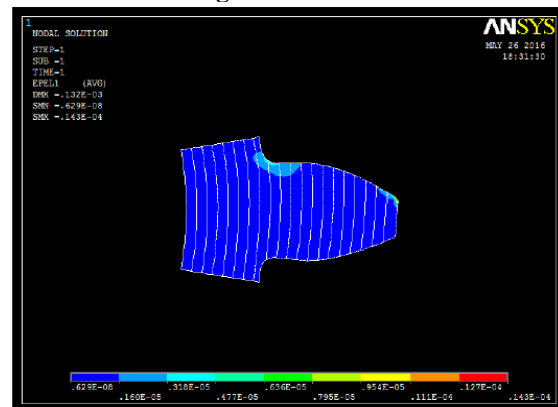 1
NODAL SOLUTION
STEP=1
SUB =1
TIME=1
EPEL1 (AVG)
DMX =.132E-03
SMN =.629E-08
SMX =.143E-04
ANSYS
MAY 26 2016
18:31:30
.629E-08 .318E-05 .636E-05 .954E-05 .127E-04
.160E-05 .477E-05 .795E-05 .111E-04 .143E-04